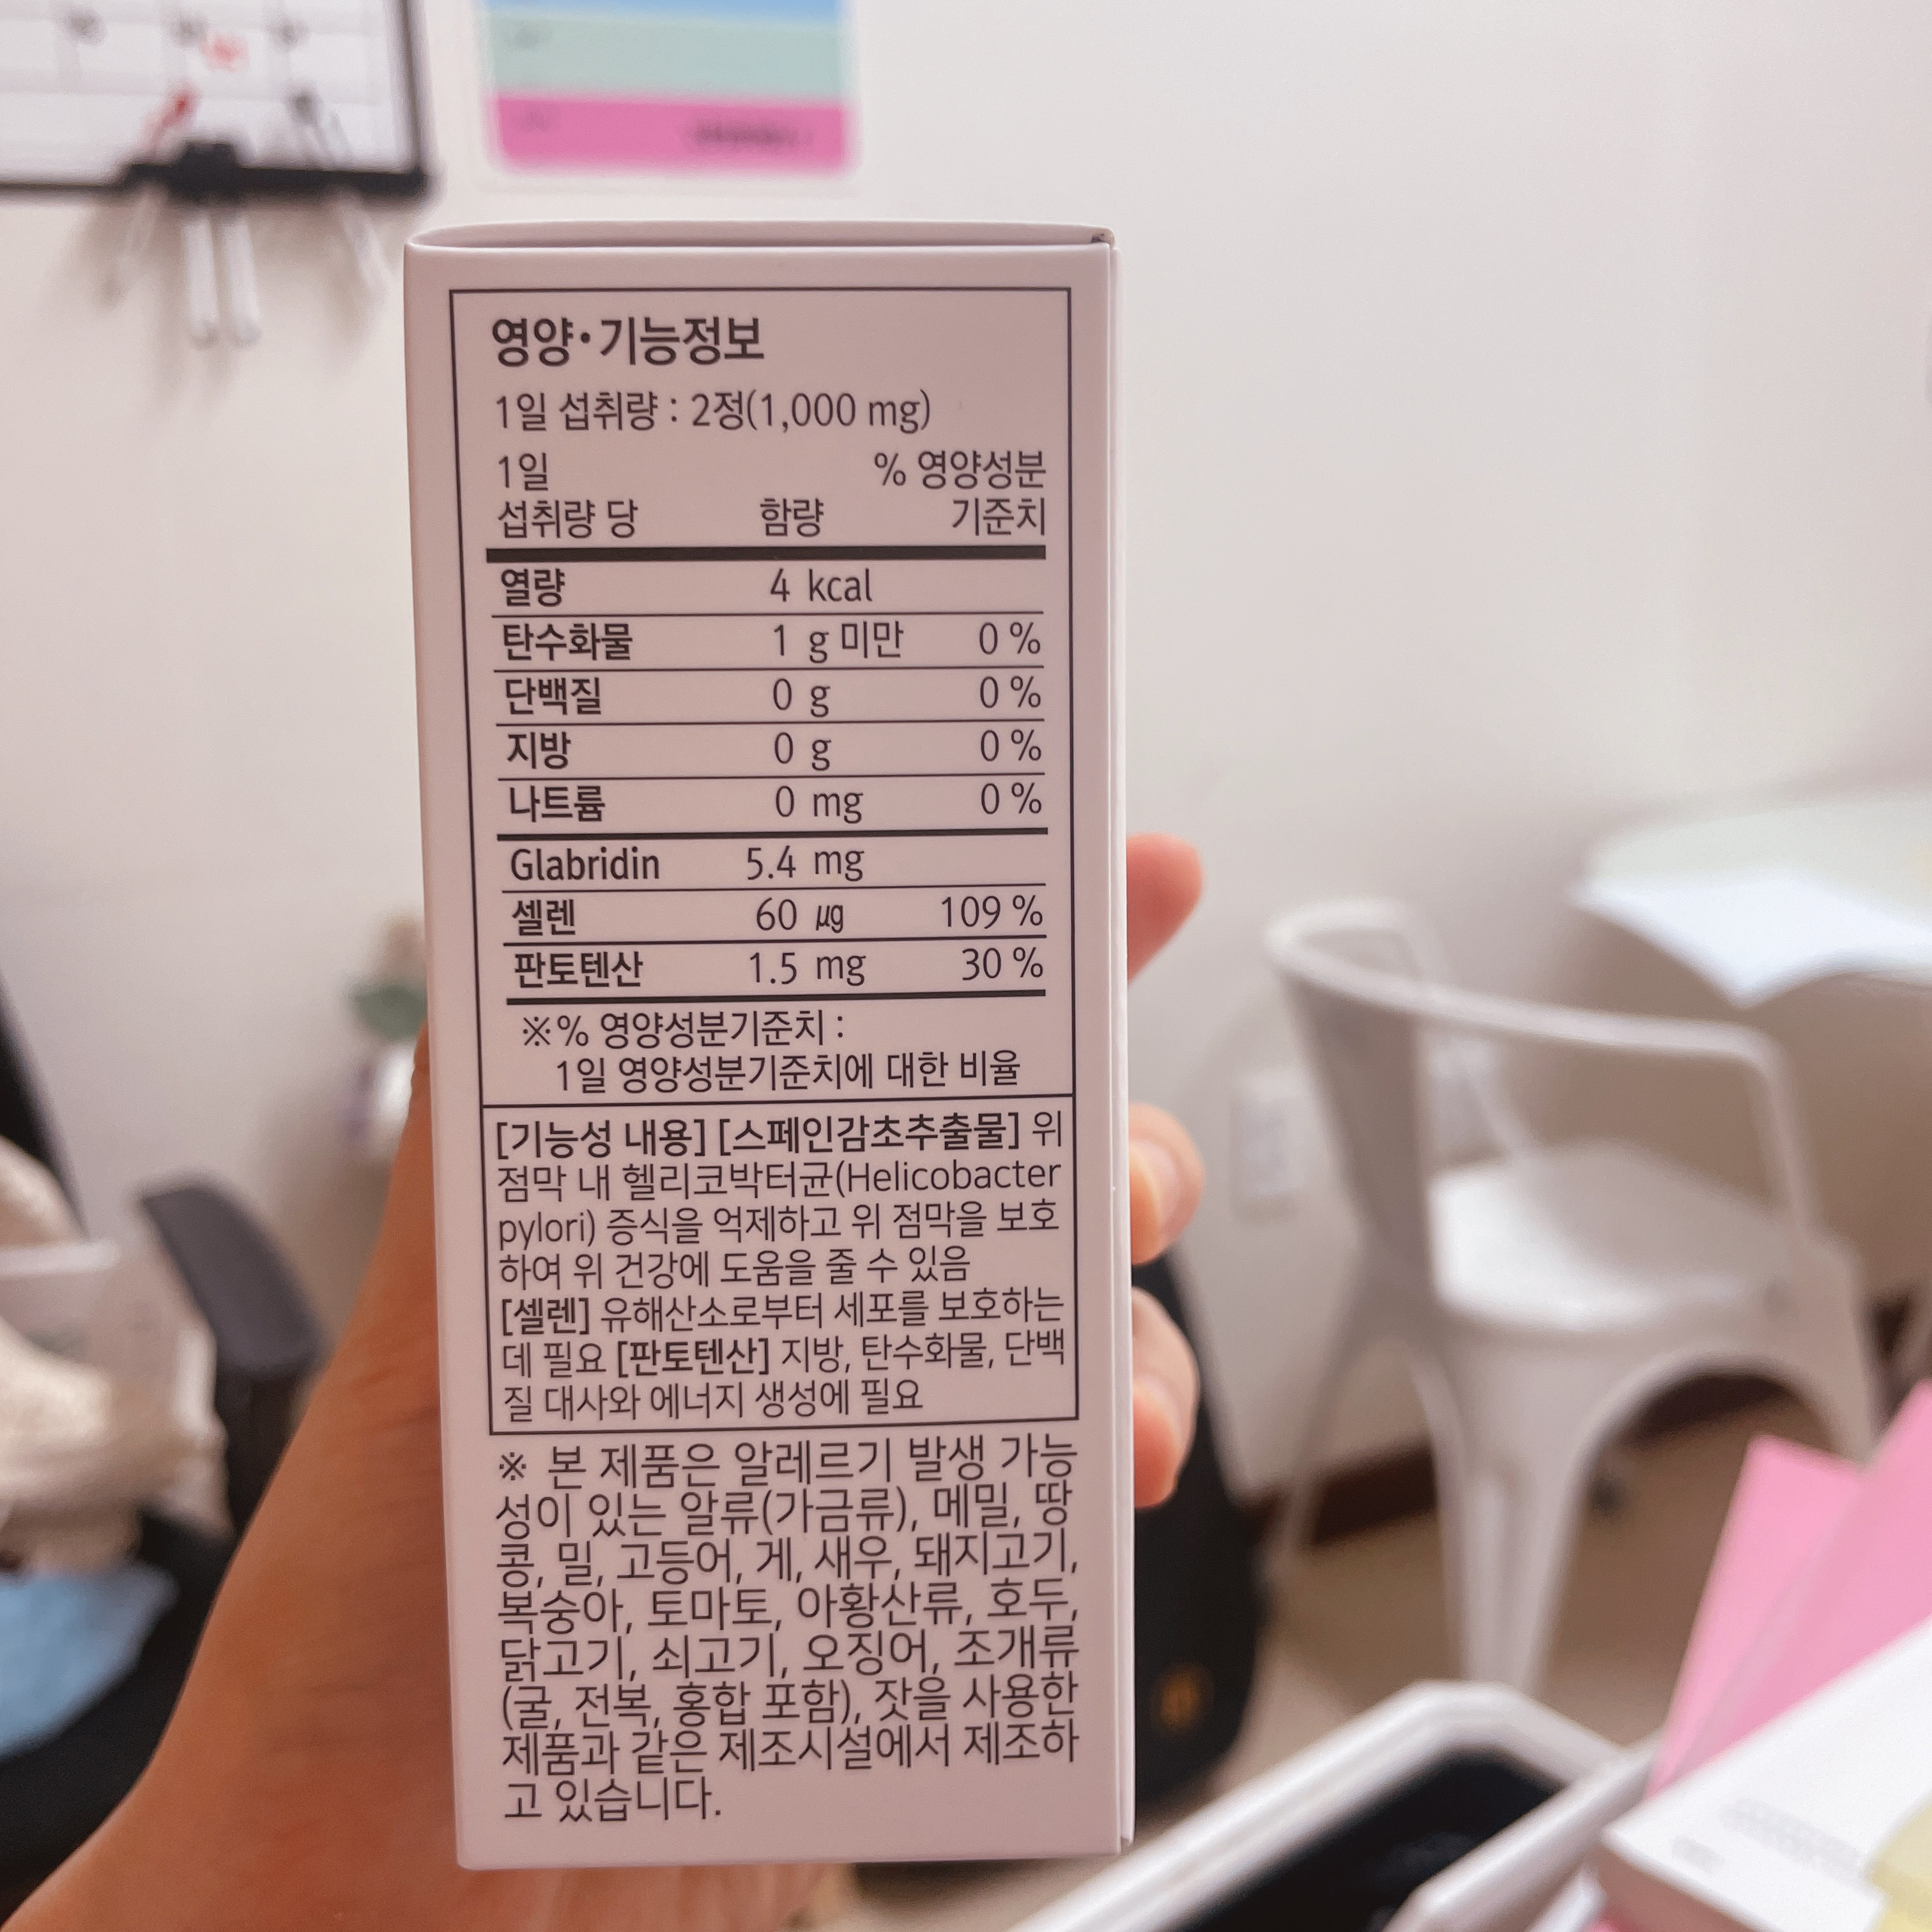 영양·기능정보
1일 섭취량 : 2정(1,000 mg)
1일 % 영양성분
섭취량 당 함량 기준치
열량 4 kcal
탄수화물 1 g 미만 0 %
단백질 0 g 0 %
지방 0 g 0 %
나트륨 0 mg 0 %
Glabridin 5.4 mg
셀렌 60 μg 109 %
판토텐산 1.5 mg 30 %
※% 영양성분기준치 :
1일 영양성분기준치에 대한 비율
[기능성 내용] [스페인감초추출물] 위
점막 내 헬리코박터균(Helicobacter
pylori) 증식을 억제하고 위 점막을 보호
하여 위 건강에 도움을 줄 수 있음
[셀렌] 유해산소로부터 세포를 보호하는
데 필요 [판토텐산] 지방, 탄수화물, 단백
질 대사와 에너지 생성에 필요
※ 본 제품은 알레르기 발생 가능
성이 있는 알류(가금류), 메밀, 땅
콩, 밀, 고등어, 게, 새우, 돼지고기,
복숭아, 토마토, 아황산류, 호두,
닭고기, 쇠고기, 오징어, 조개류
(굴, 전복, 홍합 포함), 잣을 사용한
제품과 같은 제조시설에서 제조하
고 있습니다.